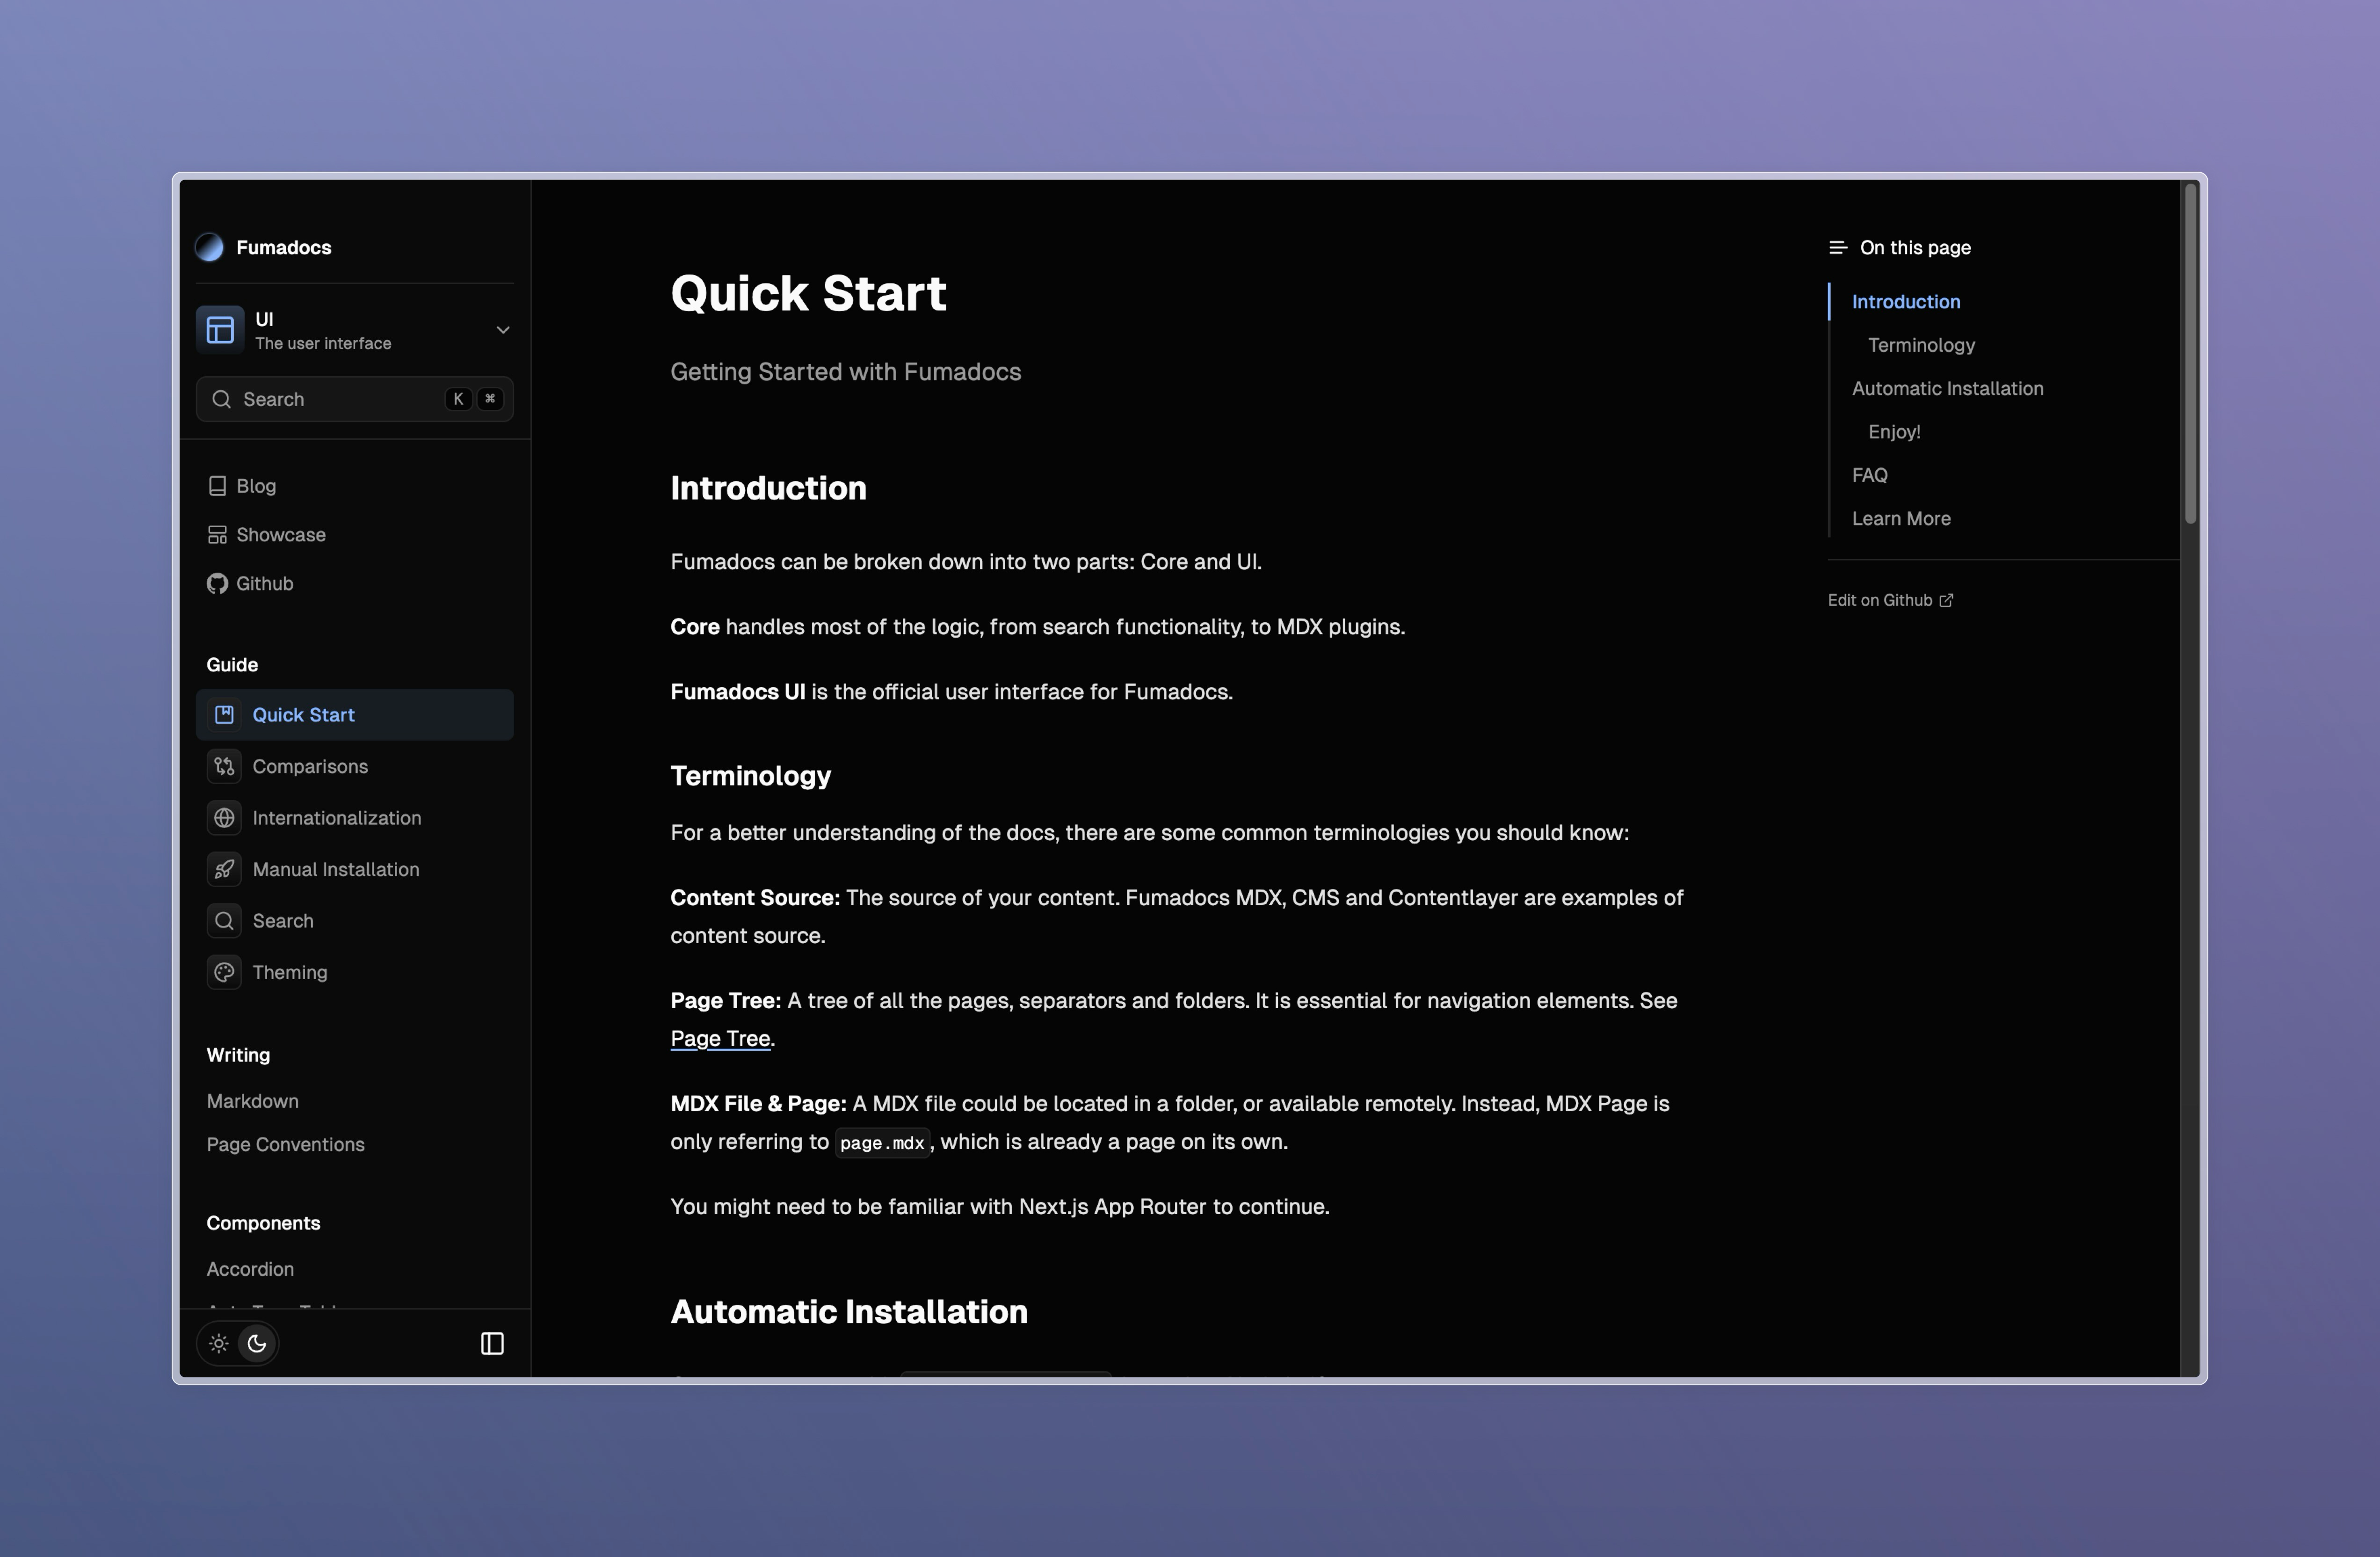 Fumadocs
UI
The user interface
Search K ⌘
Blog
Showcase
Github
Guide
Quick Start
Comparisons
Internationalization
Manual Installation
Search
Theming
Writing
Markdown
Page Conventions
Components
Accordion
Quick Start
Getting Started with Fumadocs
Introduction
Fumadocs can be broken down into two parts: Core and UI.
Core handles most of the logic, from search functionality, to MDX plugins.
Fumadocs UI is the official user interface for Fumadocs.
Terminology
For a better understanding of the docs, there are some common terminologies you should know:
Content Source: The source of your content. Fumadocs MDX, CMS and Contentlayer are examples of
content source.
Page Tree: A tree of all the pages, separators and folders. It is essential for navigation elements. See
Page Tree.
MDX File & Page: A MDX file could be located in a folder, or available remotely. Instead, MDX Page is
only referring to page.mdx, which is already a page on its own.
You might need to be familiar with Next.js App Router to continue.
Automatic Installation
On this page
Introduction
Terminology
Automatic Installation
Enjoy!
FAQ
Learn More
Edit on Github